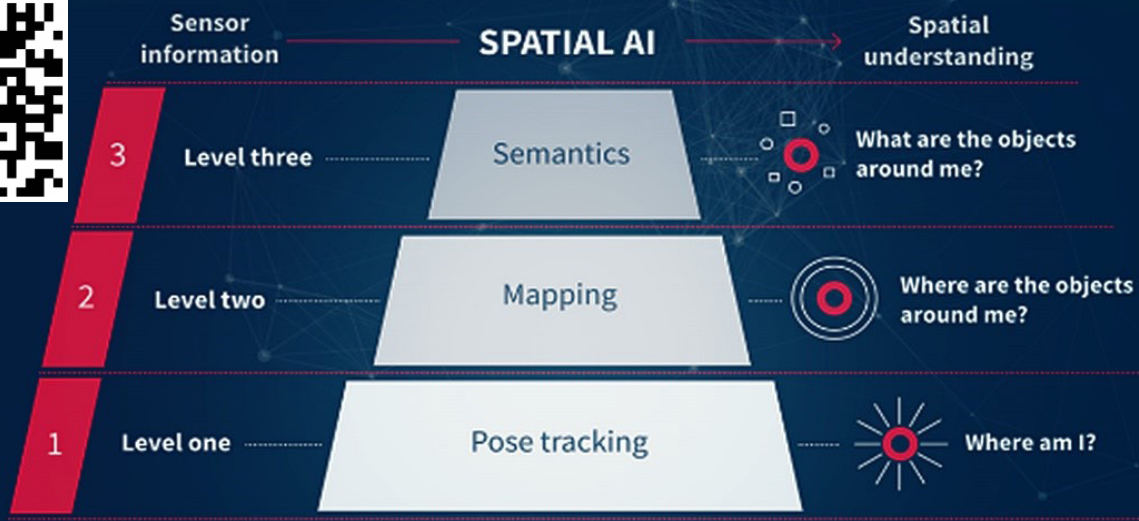 Sensor
information
SPATIAL AI
Spatial
understanding
3
Level three
Semantics
What are the objects
around me?
2
Level two
Mapping
Where are the objects
around me?
1
Level one
Pose tracking
Where am I?